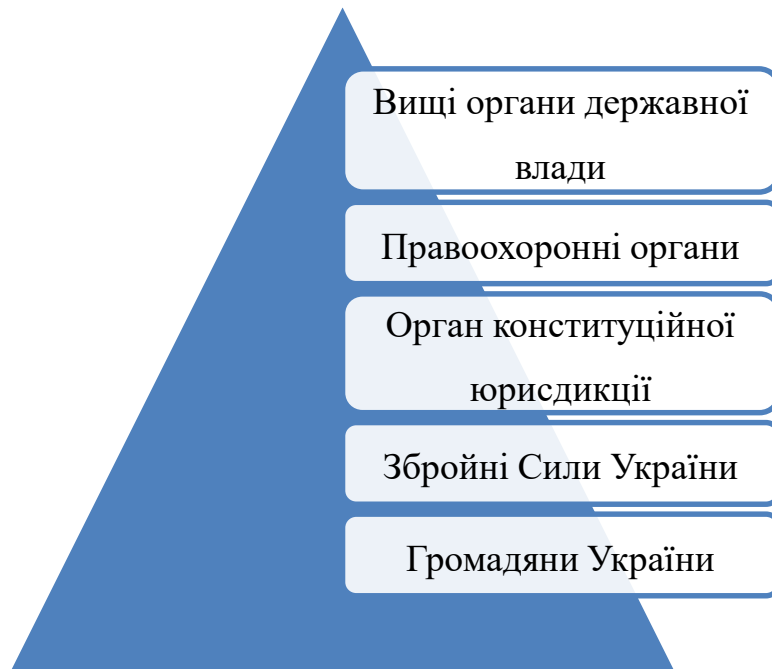 Вищі органи державної
влади
Правоохоронні органи
Орган конституційної
юрисдикції
Збройні Сили України
Громадяни України